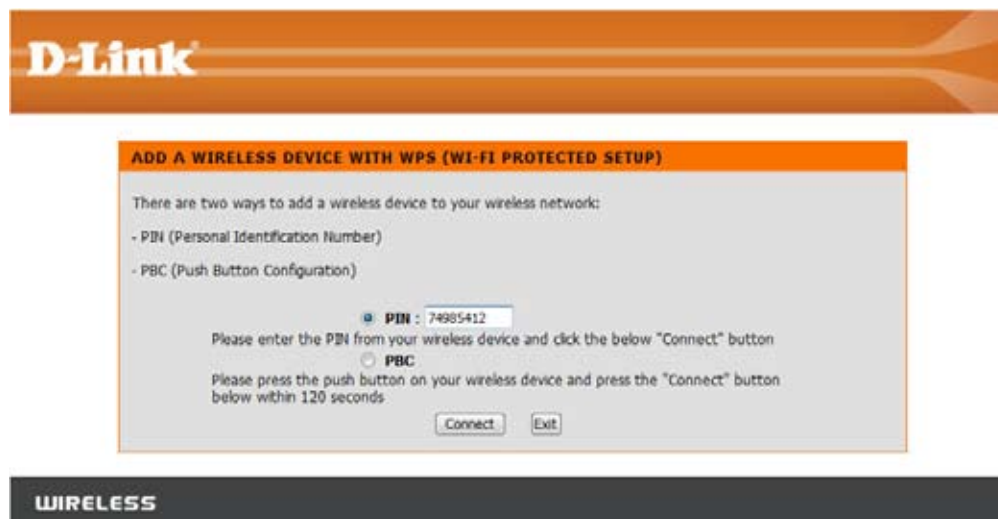 D-Link
ADD A WIRELESS DEVICE WITH WPS (WI-FI PROTECTED SETUP)
There are two ways to add a wireless device to your wireless network:
- PIN (Personal Identification Number)
- PBC (Push Button Configuration)
PIN : 74985412
Please enter the PIN from your wireless device and click the below "Connect" button
PBC
Please press the push button on your wireless device and press the "Connect" button
below within 120 seconds
Connect Exit
WIRELESS